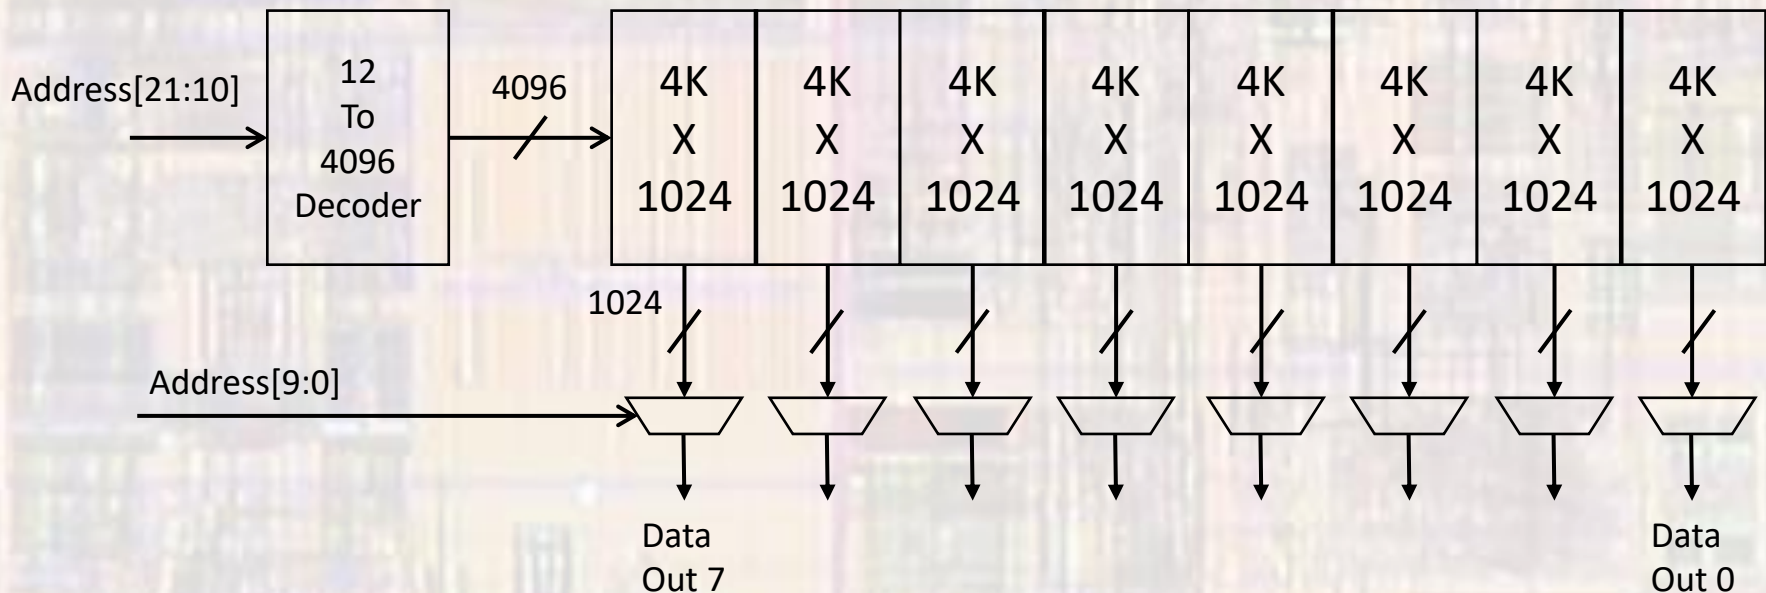 Address[21:10]
12
To
4096
Decoder
4096
4K
X
1024
4K
X
1024
4K
X
1024
4K
X
1024
4K
X
1024
4K
X
1024
4K
X
1024
4K
X
1024
1024
Address[9:0]
Data
Out 7
Data
Out 0